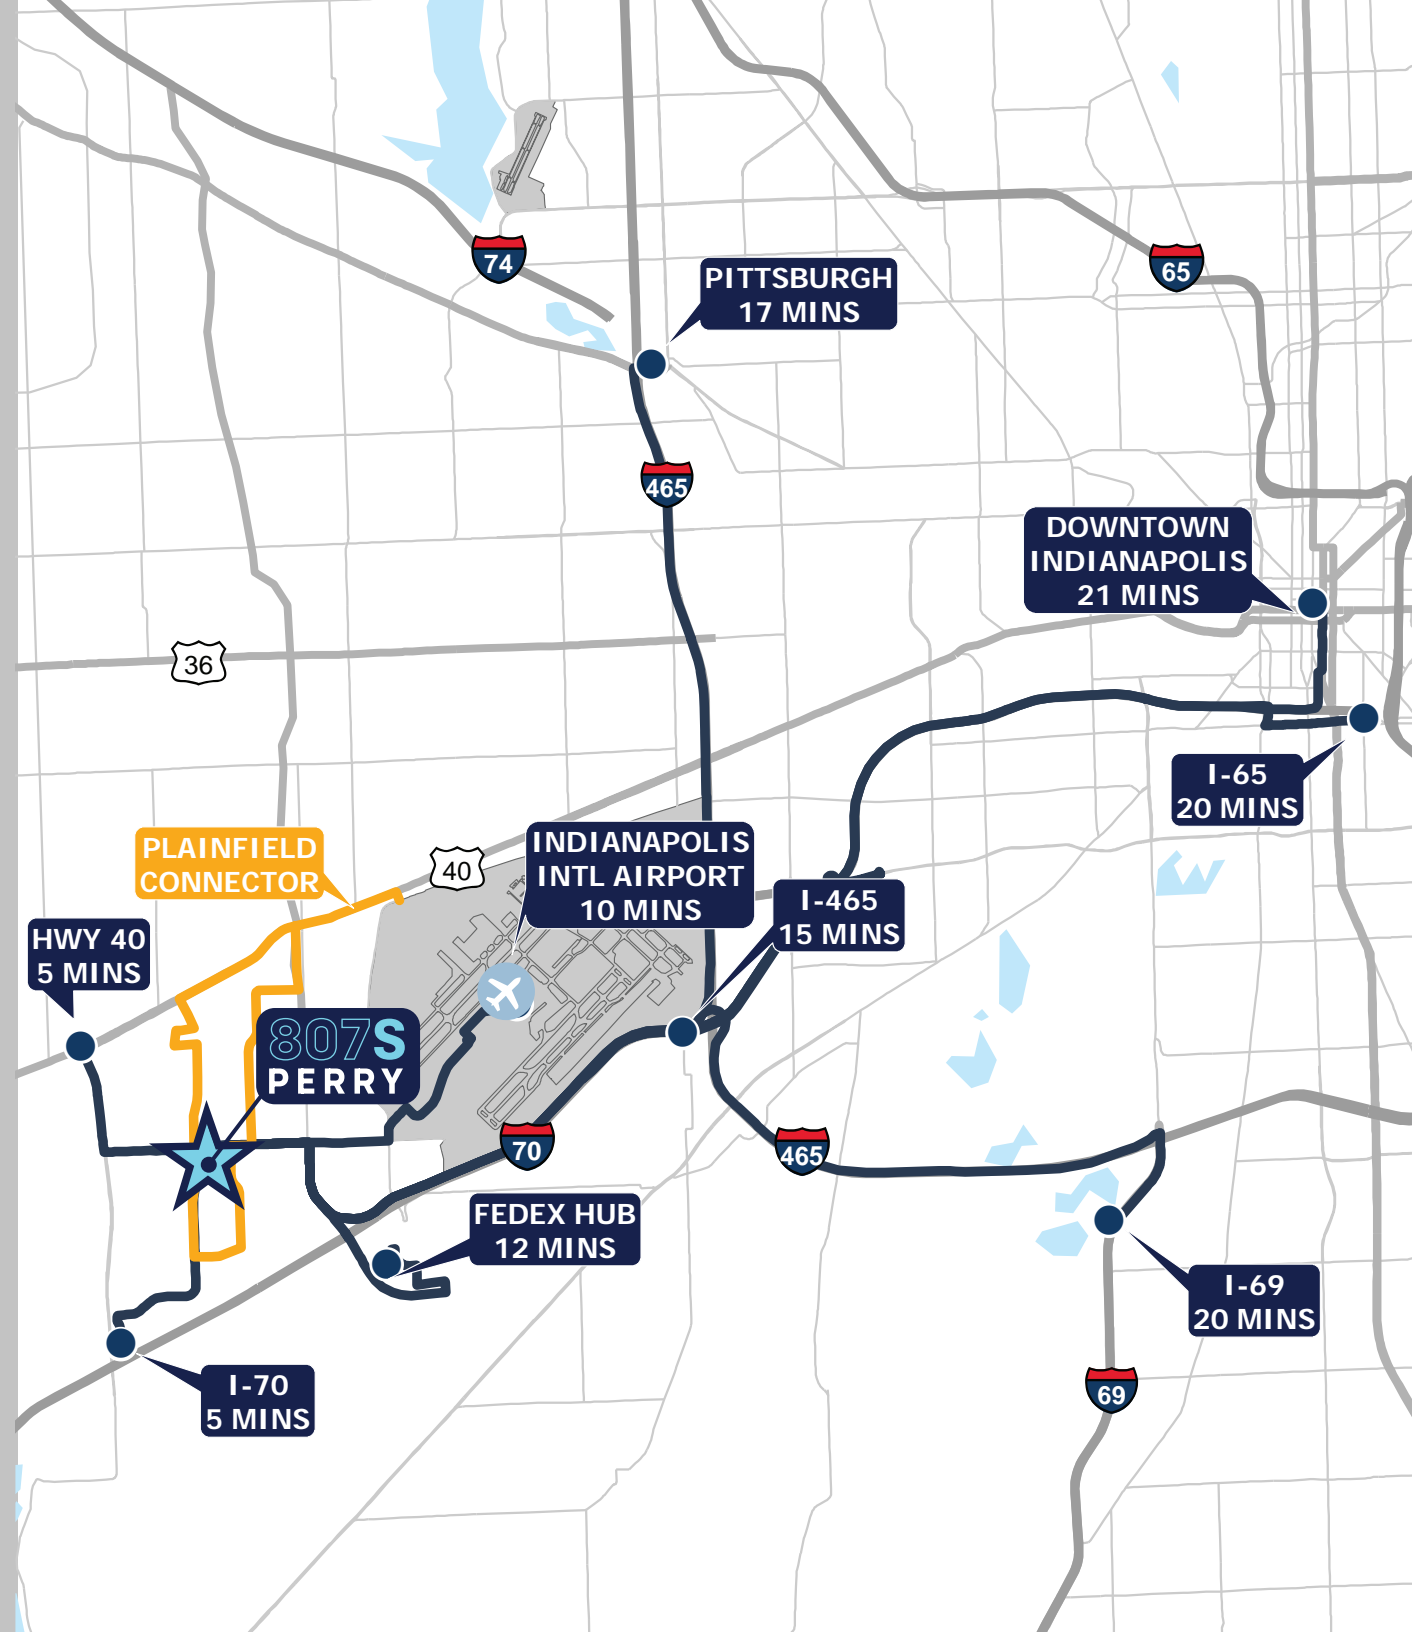 74
65
PITTSBURGH
17 MINS
465
DOWNTOWN
INDIANAPOLIS
21 MINS
36
I-65
20 MINS
PLAINFIELD
CONNECTOR
40
INDIANAPOLIS
INTL AIRPORT
10 MINS
I-465
15 MINS
HWY 40
5 MINS
807S
PERRY
70
465
FEDEX HUB
12 MINS
I-69
20 MINS
I-70
5 MINS
69